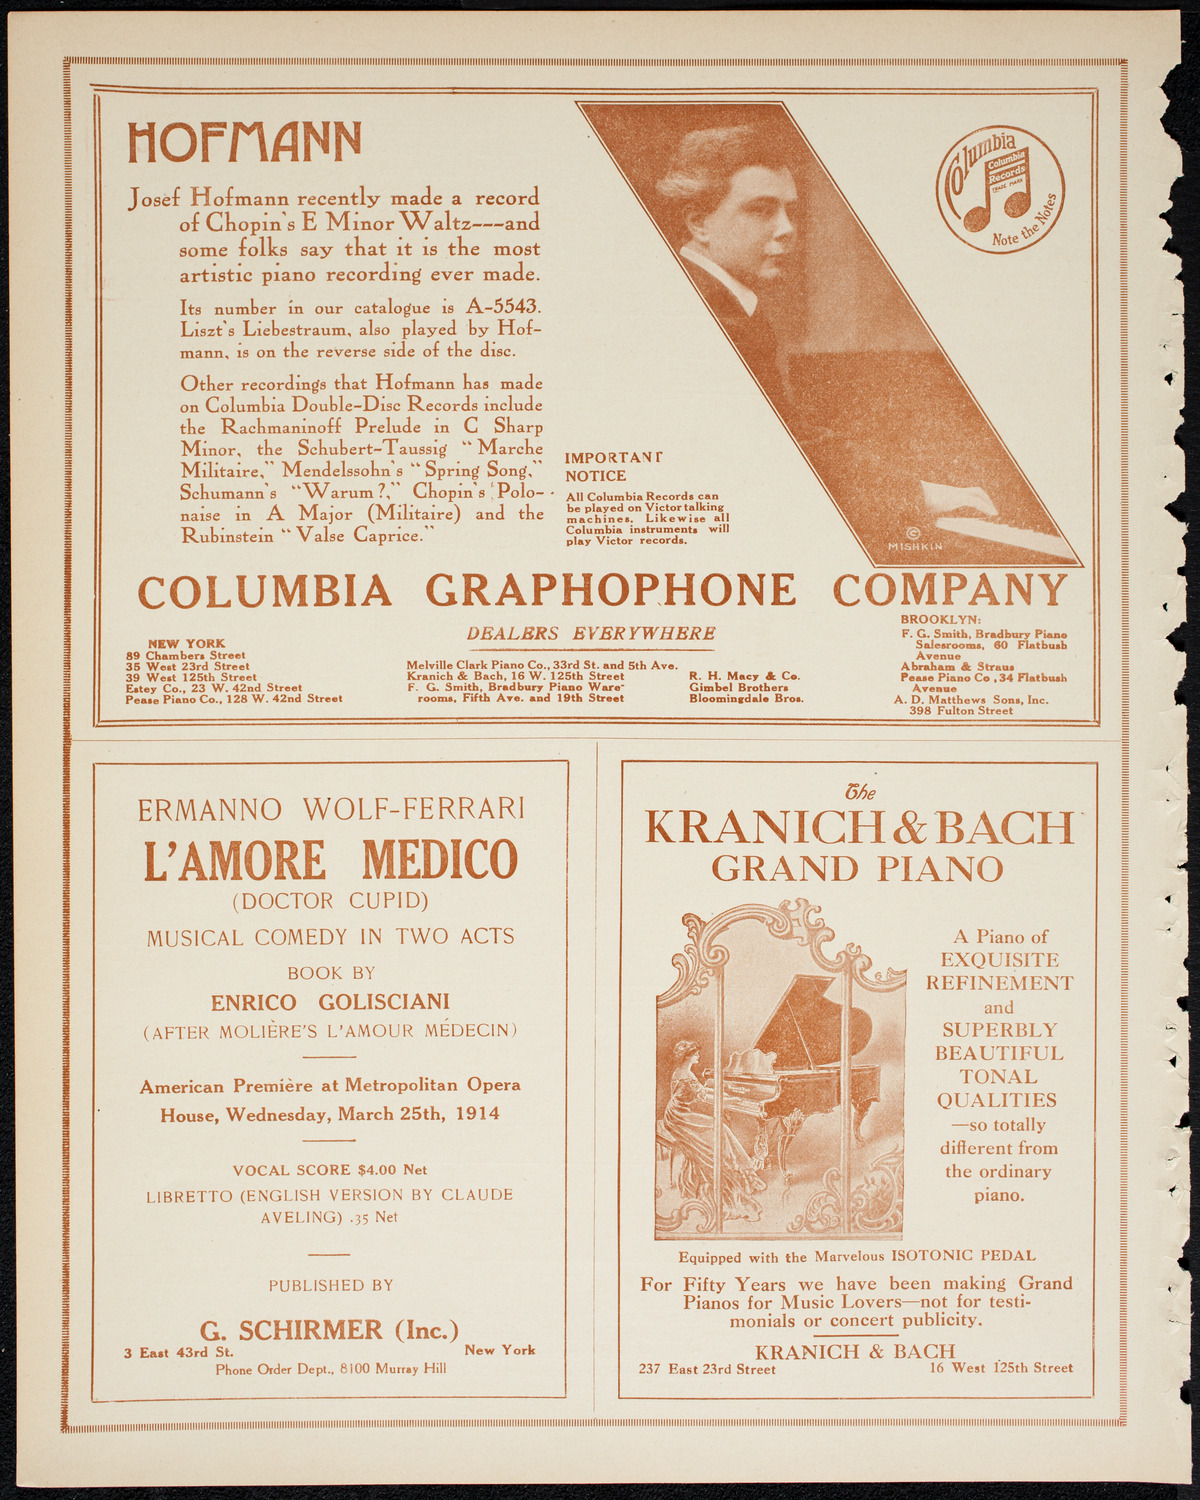 HOFMANN
Josef Hofmann recently made a record
of Chopin's E Minor Waltz---and
some folks say that it is the most
artistic piano recording ever made.
Its number in our catalogue is A-5543.
Liszt's Liebestraum, also played by Hof-
mann, is on the reverse side of the disc.
Other recordings that Hofmann has made
on Columbia Double-Disc Records include
the Rachmaninoff Prelude in C Sharp
Minor, the Schubert-Taussig "Marche
Militaire," Mendelssohn's "Spring Song,"
Schumann's "Warum?," Chopin's Polo-
naise in A Major (Militaire) and the
Rubinstein "Valse Caprice."
IMPORTANT
NOTICE
All Columbia Records can
be played on Victor talking
machines. Likewise all
Columbia instruments will
play Victor records.
© MISHKIN
Columbia
Columbia
Records
TRADE MARK
Note the Notes
COLUMBIA GRAPHOPHONE COMPANY
DEALERS EVERYWHERE
NEW YORK
89 Chambers Street
35 West 23rd Street
39 West 125th Street
Estey Co., 23 W. 42nd Street
Pease Piano Co., 128 W. 42nd Street
Melville Clark Piano Co., 33rd St. and 5th Ave.
Kranich & Bach, 16 W. 125th Street
F. G. Smith, Bradbury Piano Ware-
rooms, Fifth Ave. and 19th Street
R. H. Macy & Co.
Gimbel Brothers
Bloomingdale Bros.
BROOKLYN:
F. G. Smith, Bradbury Piano
Salesrooms, 60 Flatbush
Avenue
Abraham & Straus
Pease Piano Co., 34 Flatbush
Avenue
A. D. Matthews Sons, Inc.
398 Fulton Street
ERMANNO WOLF-FERRARI
L'AMORE MEDICO
(DOCTOR CUPID)
MUSICAL COMEDY IN TWO ACTS
BOOK BY
ENRICO GOLISCIANI
(AFTER MOLIÈRE'S L'AMOUR MÉDECIN)
American Première at Metropolitan Opera
House, Wednesday, March 25th, 1914
VOCAL SCORE $4.00 Net
LIBRETTO (ENGLISH VERSION BY CLAUDE
AVELING) .35 Net
PUBLISHED BY
G. SCHIRMER (Inc.)
3 East 43rd St. New York
Phone Order Dept., 8100 Murray Hill
The
KRANICH & BACH
GRAND PIANO
A Piano of
EXQUISITE
REFINEMENT
and
SUPERBLY
BEAUTIFUL
TONAL
QUALITIES
—so totally
different from
the ordinary
piano.
Equipped with the Marvelous ISOTONIC PEDAL
For Fifty Years we have been making Grand
Pianos for Music Lovers—not for testi-
monials or concert publicity.
KRANICH & BACH
237 East 23rd Street 16 West 125th Street